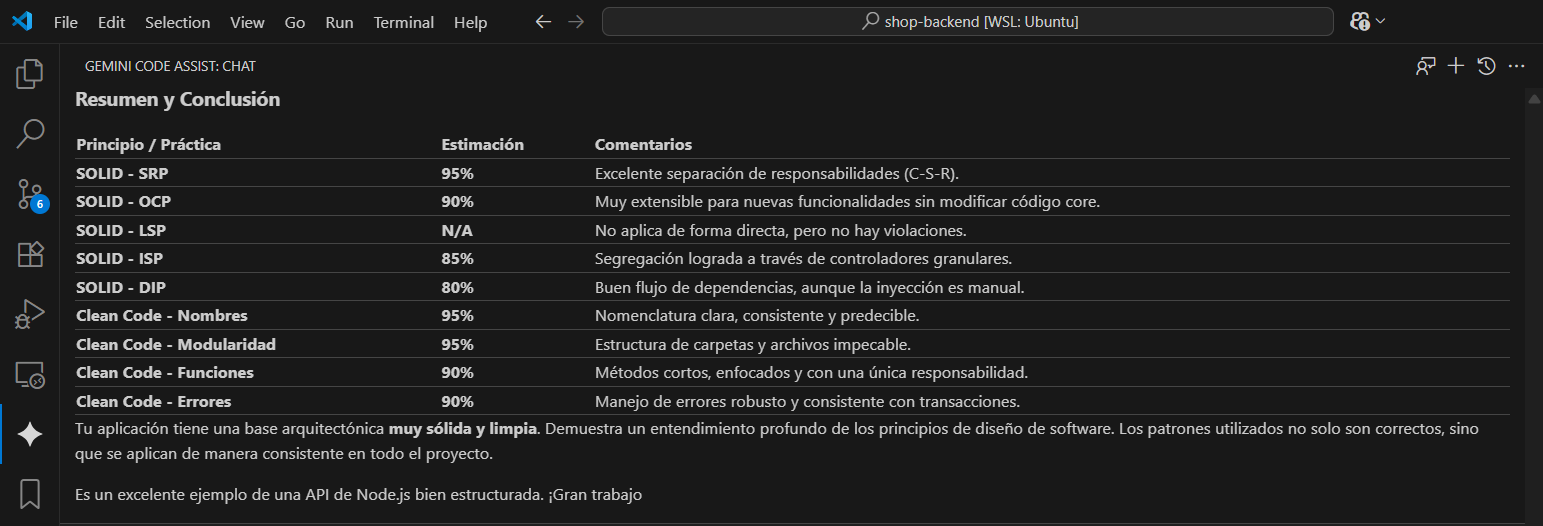 File Edit Selection View Go Run Terminal Help shop-backend [WSL: Ubuntu]
GEMINI CODE ASSIST: CHAT
Resumen y Conclusión
Principio / Práctica Estimación Comentarios
SOLID - SRP 95% Excelente separación de responsabilidades (C-S-R).
SOLID - OCP 90% Muy extensible para nuevas funcionalidades sin modificar código core.
SOLID - LSP N/A No aplica de forma directa, pero no hay violaciones.
SOLID - ISP 85% Segregación lograda a través de controladores granulares.
SOLID - DIP 80% Buen flujo de dependencias, aunque la inyección es manual.
Clean Code - Nombres 95% Nomenclatura clara, consistente y predecible.
Clean Code - Modularidad 95% Estructura de carpetas y archivos impecable.
Clean Code - Funciones 90% Métodos cortos, enfocados y con una única responsabilidad.
Clean Code - Errores 90% Manejo de errores robusto y consistente con transacciones.
Tu aplicación tiene una base arquitectónica muy sólida y limpia. Demuestra un entendimiento profundo de los principios de diseño de software. Los patrones utilizados no solo son correctos, sino
que se aplican de manera consistente en todo el proyecto.
Es un excelente ejemplo de una API de Node.js bien estructurada. ¡Gran trabajo
6